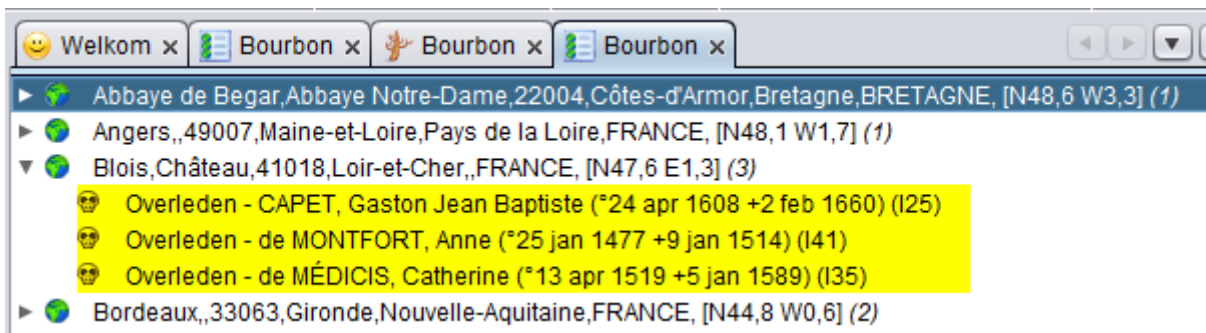 Welkom x Bourbon x Bourbon x Bourbon x
Abbaye de Begar,Abbaye Notre-Dame,22004,Côtes-d'Armor,Bretagne,BRETAGNE, [N48,6 W3,3] (1)
Angers,,49007,Maine-et-Loire,Pays de la Loire,FRANCE, [N48,1 W1,7] (1)
Blois,Château,41018,Loir-et-Cher,,FRANCE, [N47,6 E1,3] (3)
Overleden - CAPET, Gaston Jean Baptiste (°24 apr 1608 +2 feb 1660) (I25)
Overleden - de MONTFORT, Anne (°25 jan 1477 +9 jan 1514) (I41)
Overleden - de MÉDICIS, Catherine (°13 apr 1519 +5 jan 1589) (I35)
Bordeaux,,33063,Gironde,Nouvelle-Aquitaine,FRANCE, [N44,8 W0,6] (2)